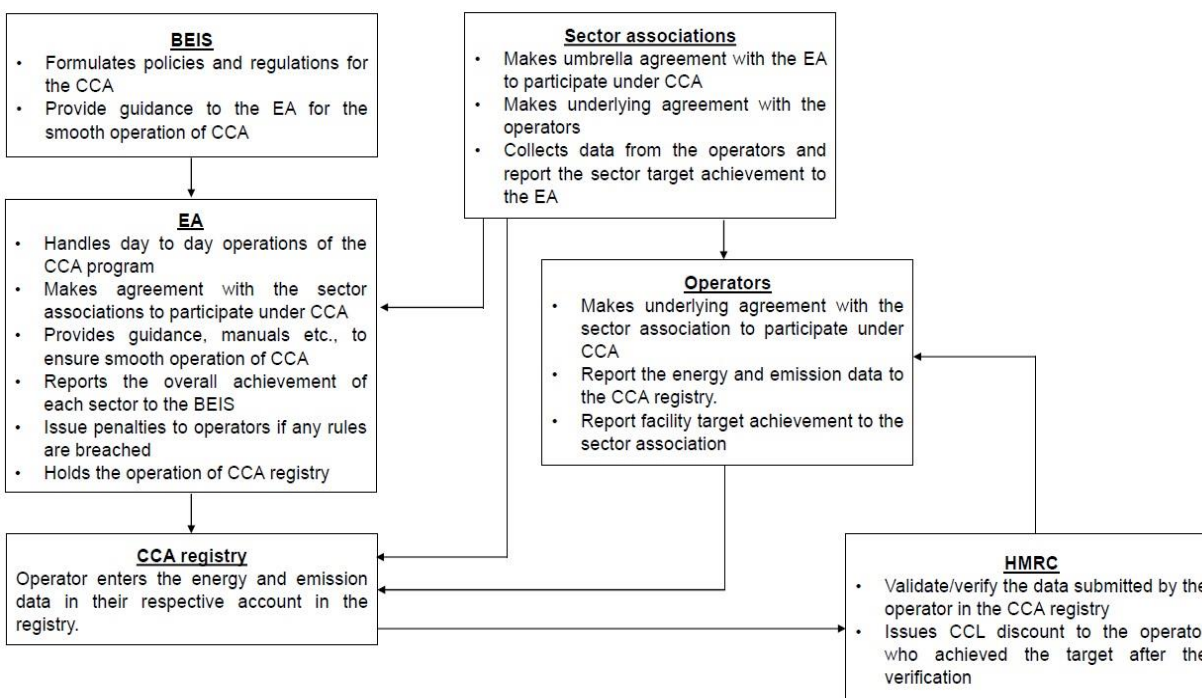 BEIS
• Formulates policies and regulations for
the CCA
• Provide guidance to the EA for the
smooth operation of CCA
Sector associations
• Makes umbrella agreement with the EA
to participate under CCA
• Makes underlying agreement with the
operators
• Collects data from the operators and
report the sector target achievement to
the EA
EA
• Handles day to day operations of the
CCA program
• Makes agreement with the sector
associations to participate under CCA
• Provides guidance, manuals etc., to
ensure smooth operation of CCA
• Reports the overall achievement of
each sector to the BEIS
• Issue penalties to operators if any rules
are breached
• Holds the operation of CCA registry
Operators
• Makes underlying agreement with the
sector association to participate under
CCA
• Report the energy and emission data to
the CCA registry.
• Report facility target achievement to the
sector association
CCA registry
Operator enters the energy and emission
data in their respective account in the
registry.
HMRC
• Validate/verify the data submitted by the
operator in the CCA registry
• Issues CCL discount to the operato
who achieved the target after the
verification